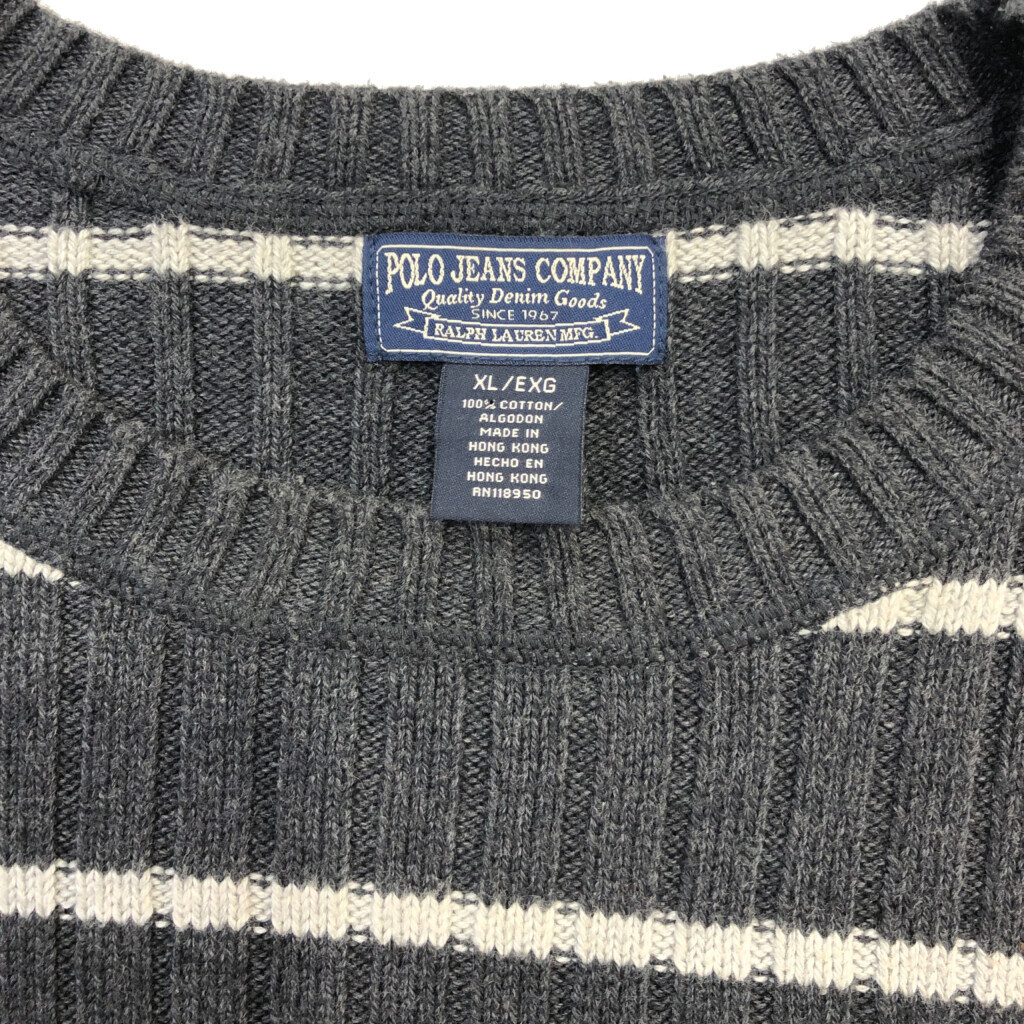 POLO JEANS COMPANY
Quality Denim Goods
SINCE 1967
RALPH LAUREN MFG.
XL/EXG
100% COTTON/
ALGODON
MADE IN
HONG KONG
HECHO EN
HONG KONG
RN118950